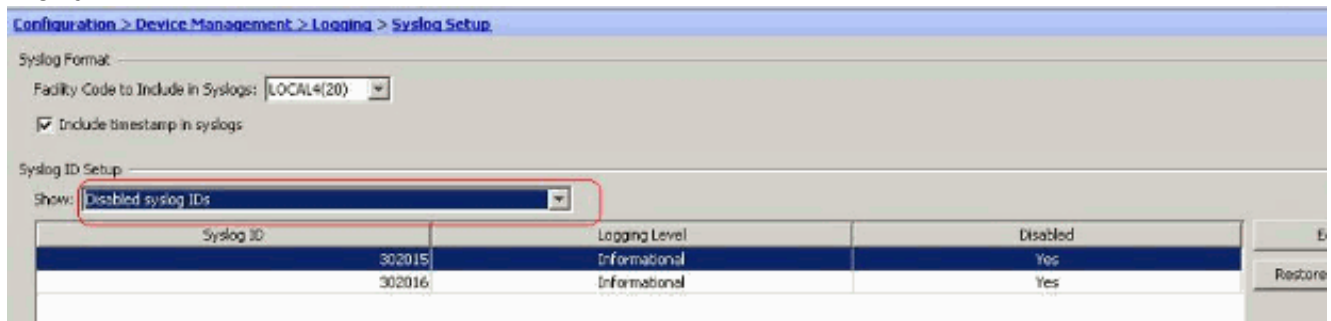 Configuration > Device Management > Logging > Syslog Setup
Syslog Format
Facility Code to Include in Syslogs: LOCAL4(20)
Include timestamp in syslogs
Syslog ID Setup
Show: Disabled syslog IDs
Syslog ID Logging Level Disabled
302015 Informational Yes
302016 Informational Yes
Restore